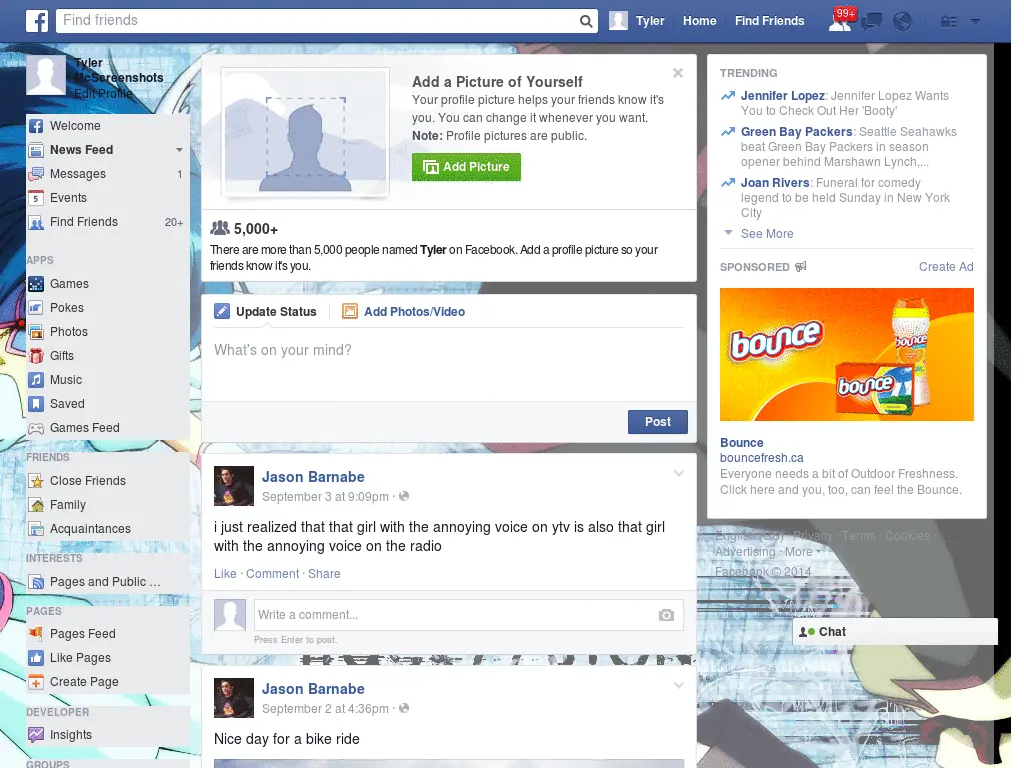 Find friends
Tyler
Home
Find Friends
99+
Tyler
McScreenshots
Edit Profile
Welcome
News Feed
Messages 1
5 Events
Find Friends 20+
APPS
Games
Pokes
Photos
Gifts
Music
Saved
Games Feed
FRIENDS
Close Friends
Family
Acquaintances
INTERESTS
Pages and Public ...
PAGES
Pages Feed
Like Pages
Create Page
DEVELOPER
Insights
GROUPS
Add a Picture of Yourself
Your profile picture helps your friends know it's
you. You can change it whenever you want.
Note: Profile pictures are public.
Add Picture
5,000+
There are more than 5,000 people named Tyler on Facebook. Add a profile picture so your
friends know it's you.
Update Status
Add Photos/Video
What's on your mind?
Post
Jason Barnabe
September 3 at 9:09pm ·
i just realized that that girl with the annoying voice on ytv is also that girl
with the annoying voice on the radio
Like · Comment · Share
Write a comment...
Press Enter to post.
Jason Barnabe
September 2 at 4:36pm ·
Nice day for a bike ride
TRENDING
Jennifer Lopez: Jennifer Lopez Wants
You to Check Out Her 'Booty'
Green Bay Packers: Seattle Seahawks
beat Green Bay Packers in season
opener behind Marshawn Lynch,...
Joan Rivers: Funeral for comedy
legend to be held Sunday in New York
City
See More
SPONSORED
Create Ad
bounce
bounce
bounce
Bounce
bouncefresh.ca
Everyone needs a bit of Outdoor Freshness.
Click here and you, too, can feel the Bounce.
English (US) · Privacy · Terms · Cookies ·
Advertising · More
Facebook © 2014
Chat